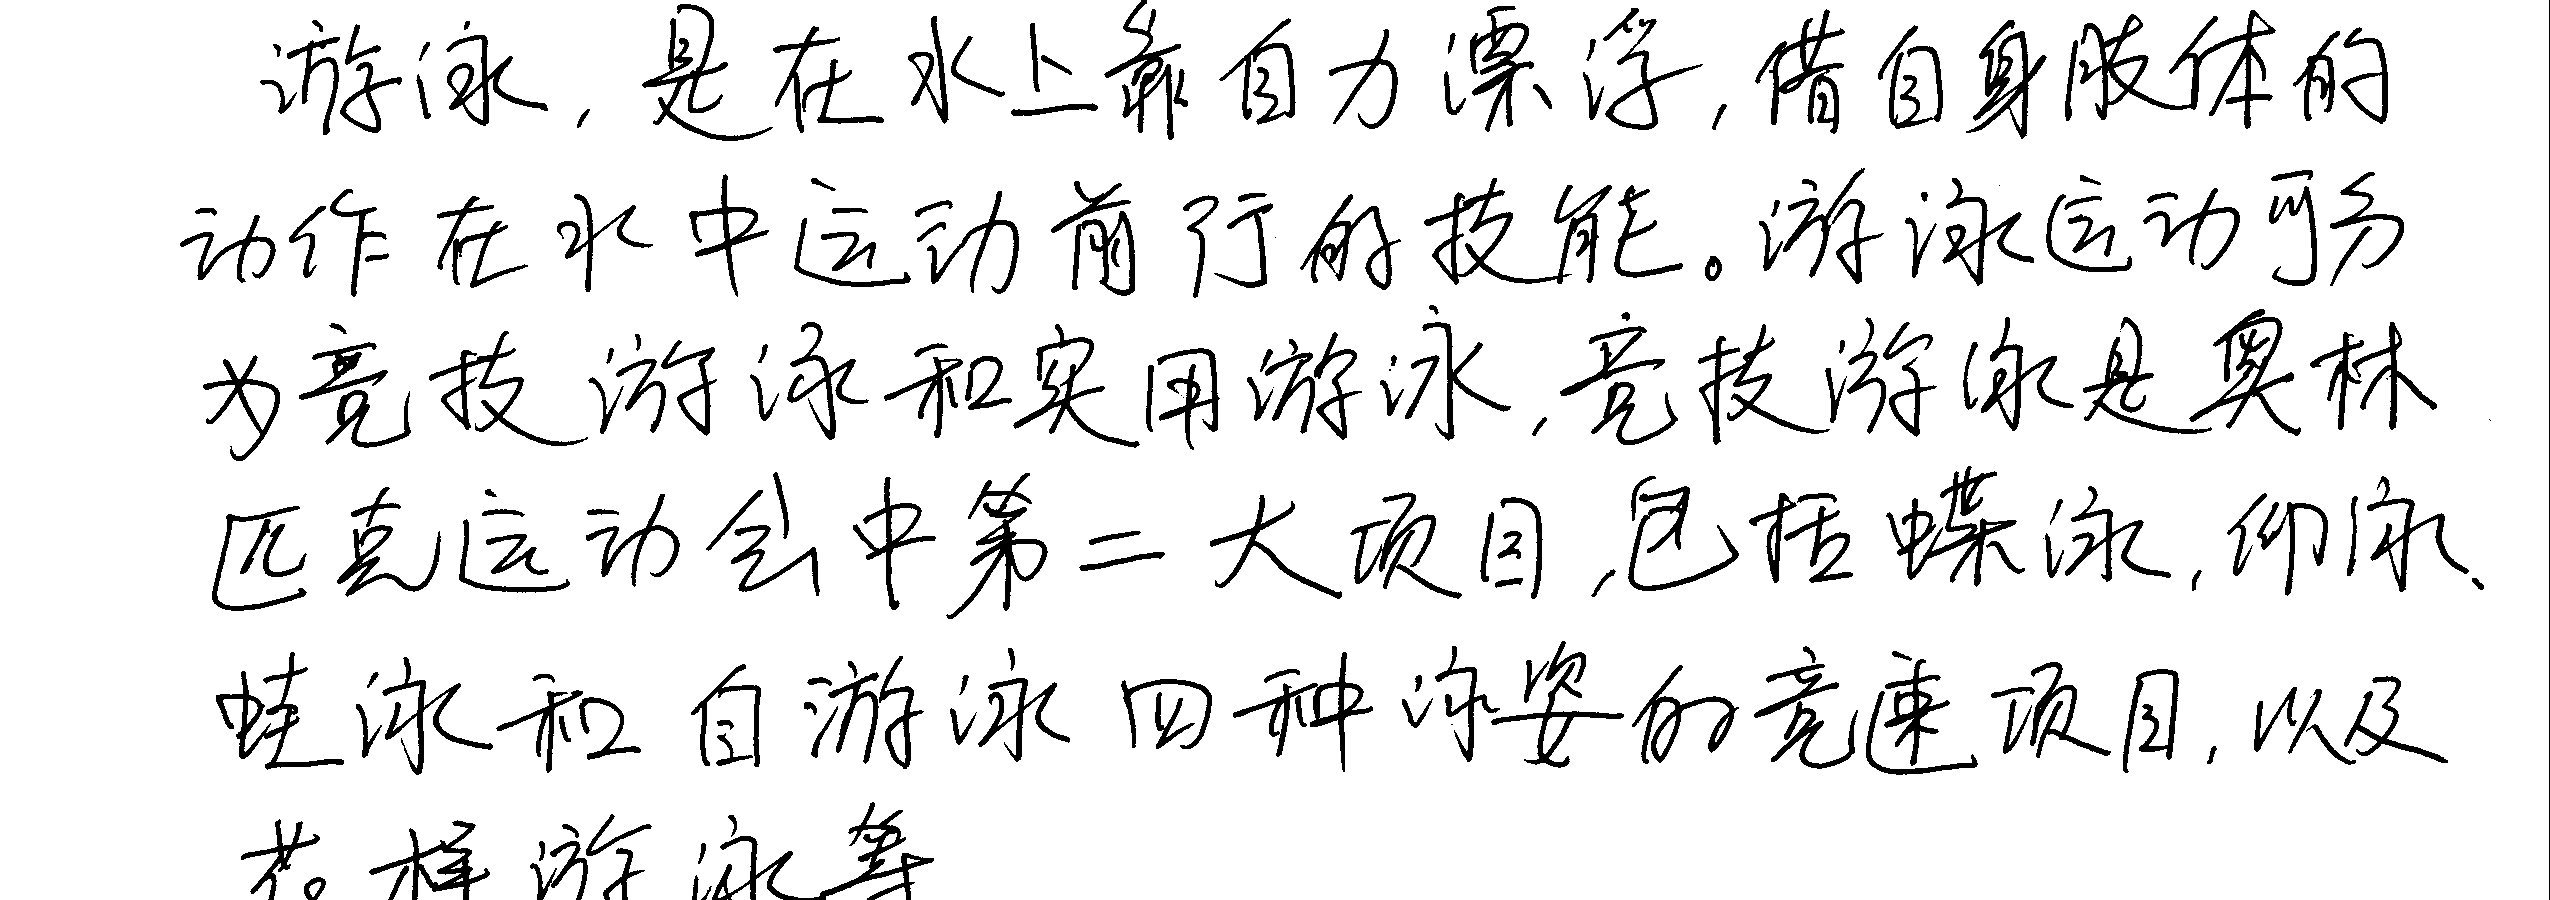 游泳，是在水上靠自力漂浮，借自身肢体的
动作在水中运动前行的技能。游泳运动可分
为竞技游泳和实用游泳，竞技游泳是奥林
匹克运动会中第二大项目，包括蝶泳，仰泳、
蛙泳和自游泳四种泳姿的竞速项目，以及
花样游泳等